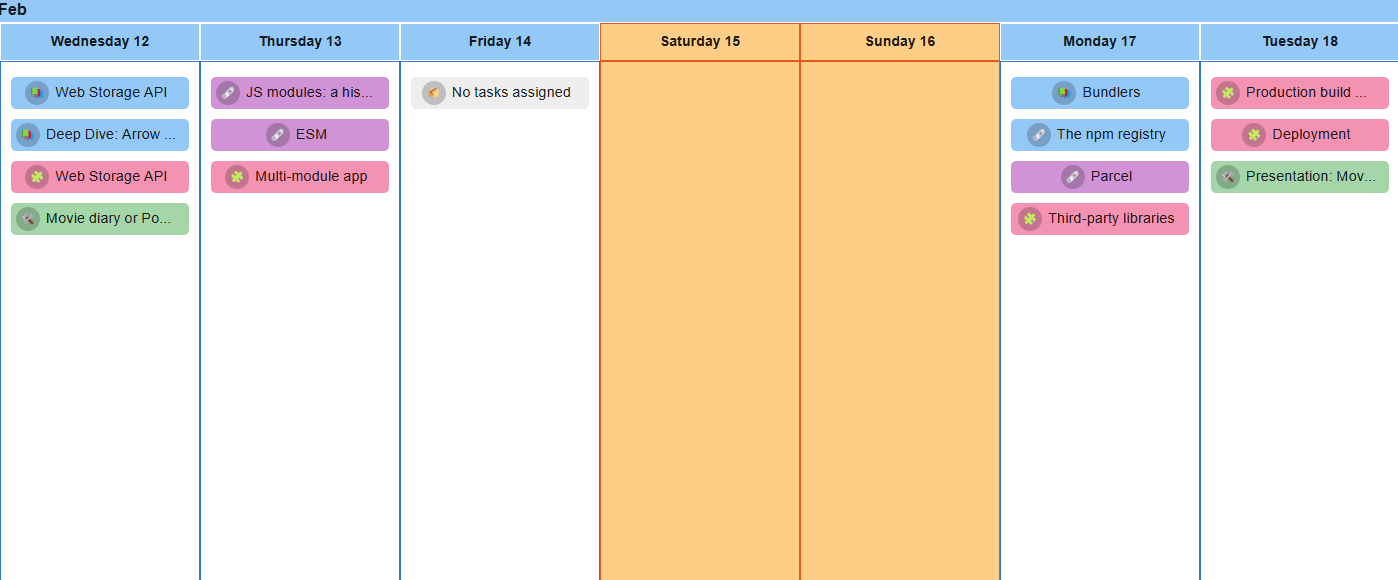 Feb
Wednesday 12
Thursday 13
Friday 14
Saturday 15
Sunday 16
Monday 17
Tuesday 18
Web Storage API
Deep Dive: Arrow ...
Web Storage API
Movie diary or Po...
JS modules: a his...
ESM
Multi-module app
No tasks assigned
Bundlers
The npm registry
Parcel
Third-party libraries
Production build ...
Deployment
Presentation: Mov...